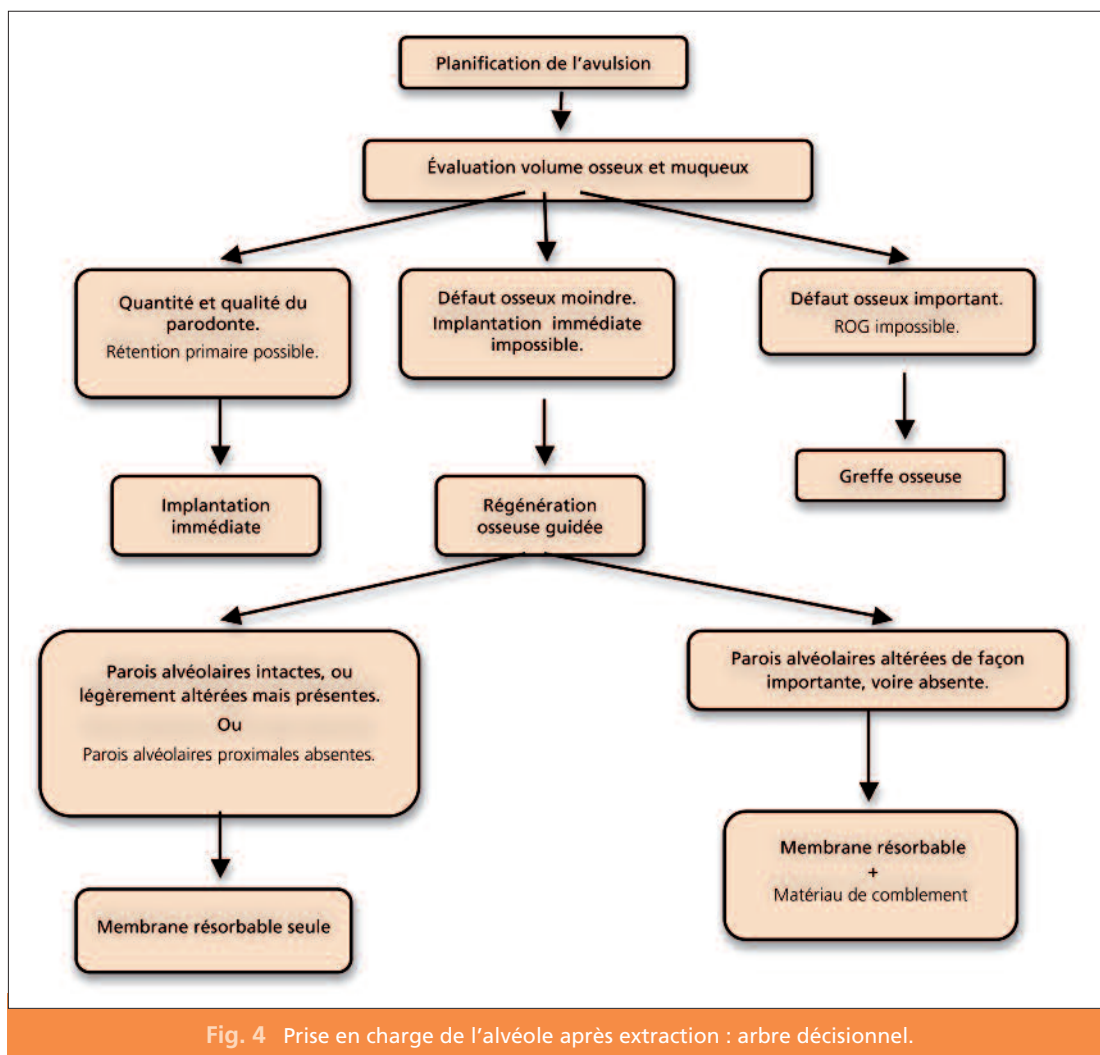 Planification de l'avulsion
Évaluation volume osseux et muqueux
Quantité et qualité du
parodonte.
Rétention primaire possible.
Défaut osseux moindre.
Implantation immédiate
impossible.
Défaut osseux important.
ROG impossible.
Implantation
immédiate
Régénération
osseuse guidée
Greffe osseuse
Parois alvéolaires intactes, ou
légèrement altérées mais présentes.
Ou
Parois alvéolaires proximales absentes.
Parois alvéolaires altérées de façon
importante, voire absente.
Membrane résorbable seule
Membrane résorbable
+
Matériau de comblement
Fig. 4 Prise en charge de l'alvéole après extraction : arbre décisionnel.